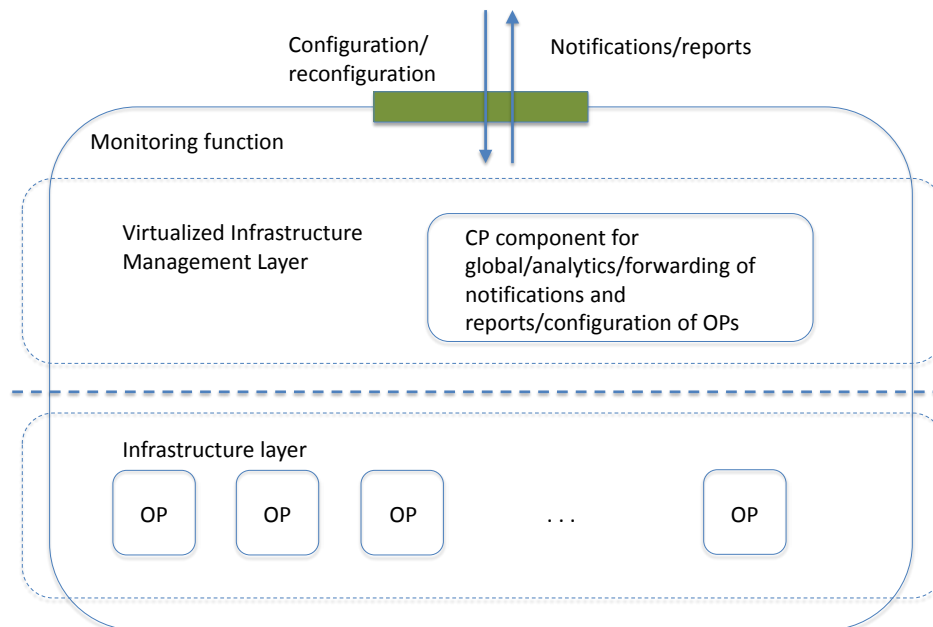 Configuration/
reconfiguration
Notifications/reports
Monitoring function
Virtualized Infrastructure
Management Layer
CP component for
global/analytics/forwarding of
notifications and
reports/configuration of OPs
Infrastructure layer
OP OP OP . . . OP